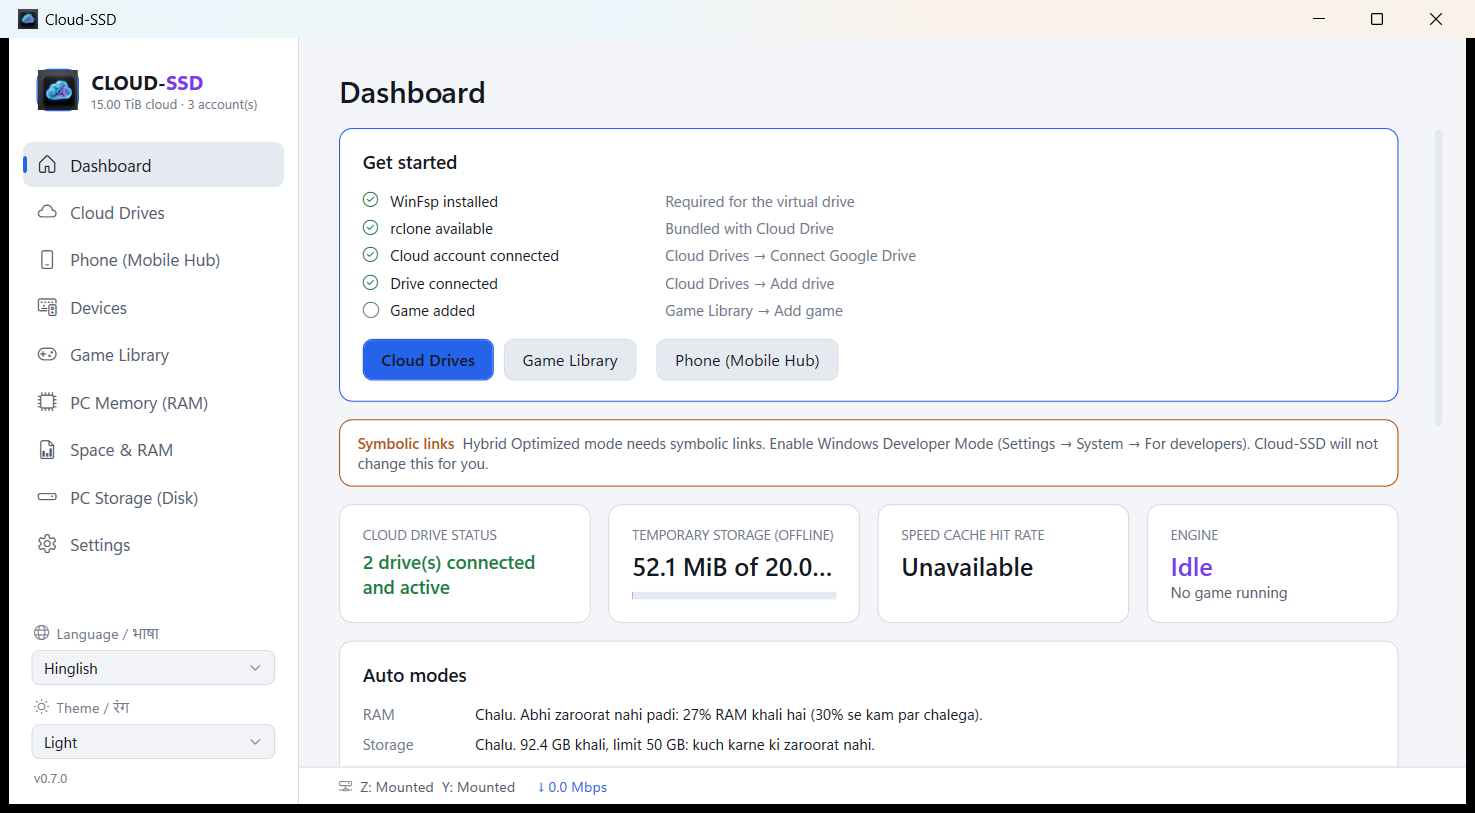 Cloud-SSD
CLOUD-SSD
15.00 TiB cloud · 3 account(s)
Dashboard
Cloud Drives
Phone (Mobile Hub)
Devices
Game Library
PC Memory (RAM)
Space & RAM
PC Storage (Disk)
Settings
Language / भाषा
Hinglish
Theme / रंग
Light
v0.7.0
Dashboard
Get started
WinFsp installed Required for the virtual drive
rclone available Bundled with Cloud Drive
Cloud account connected Cloud Drives → Connect Google Drive
Drive connected Cloud Drives → Add drive
Game added Game Library → Add game
Cloud Drives Game Library Phone (Mobile Hub)
Symbolic links Hybrid Optimized mode needs symbolic links. Enable Windows Developer Mode (Settings → System → For developers). Cloud-SSD will not
change this for you.
CLOUD DRIVE STATUS
2 drive(s) connected
and active
TEMPORARY STORAGE (OFFLINE)
52.1 MiB of 20.0...
SPEED CACHE HIT RATE
Unavailable
ENGINE
Idle
No game running
Auto modes
RAM Chalu. Abhi zaroorat nahi padi: 27% RAM khali hai (30% se kam par chalega).
Storage Chalu. 92.4 GB khali, limit 50 GB: kuch karne ki zaroorat nahi.
Z: Mounted Y: Mounted ↓ 0.0 Mbps